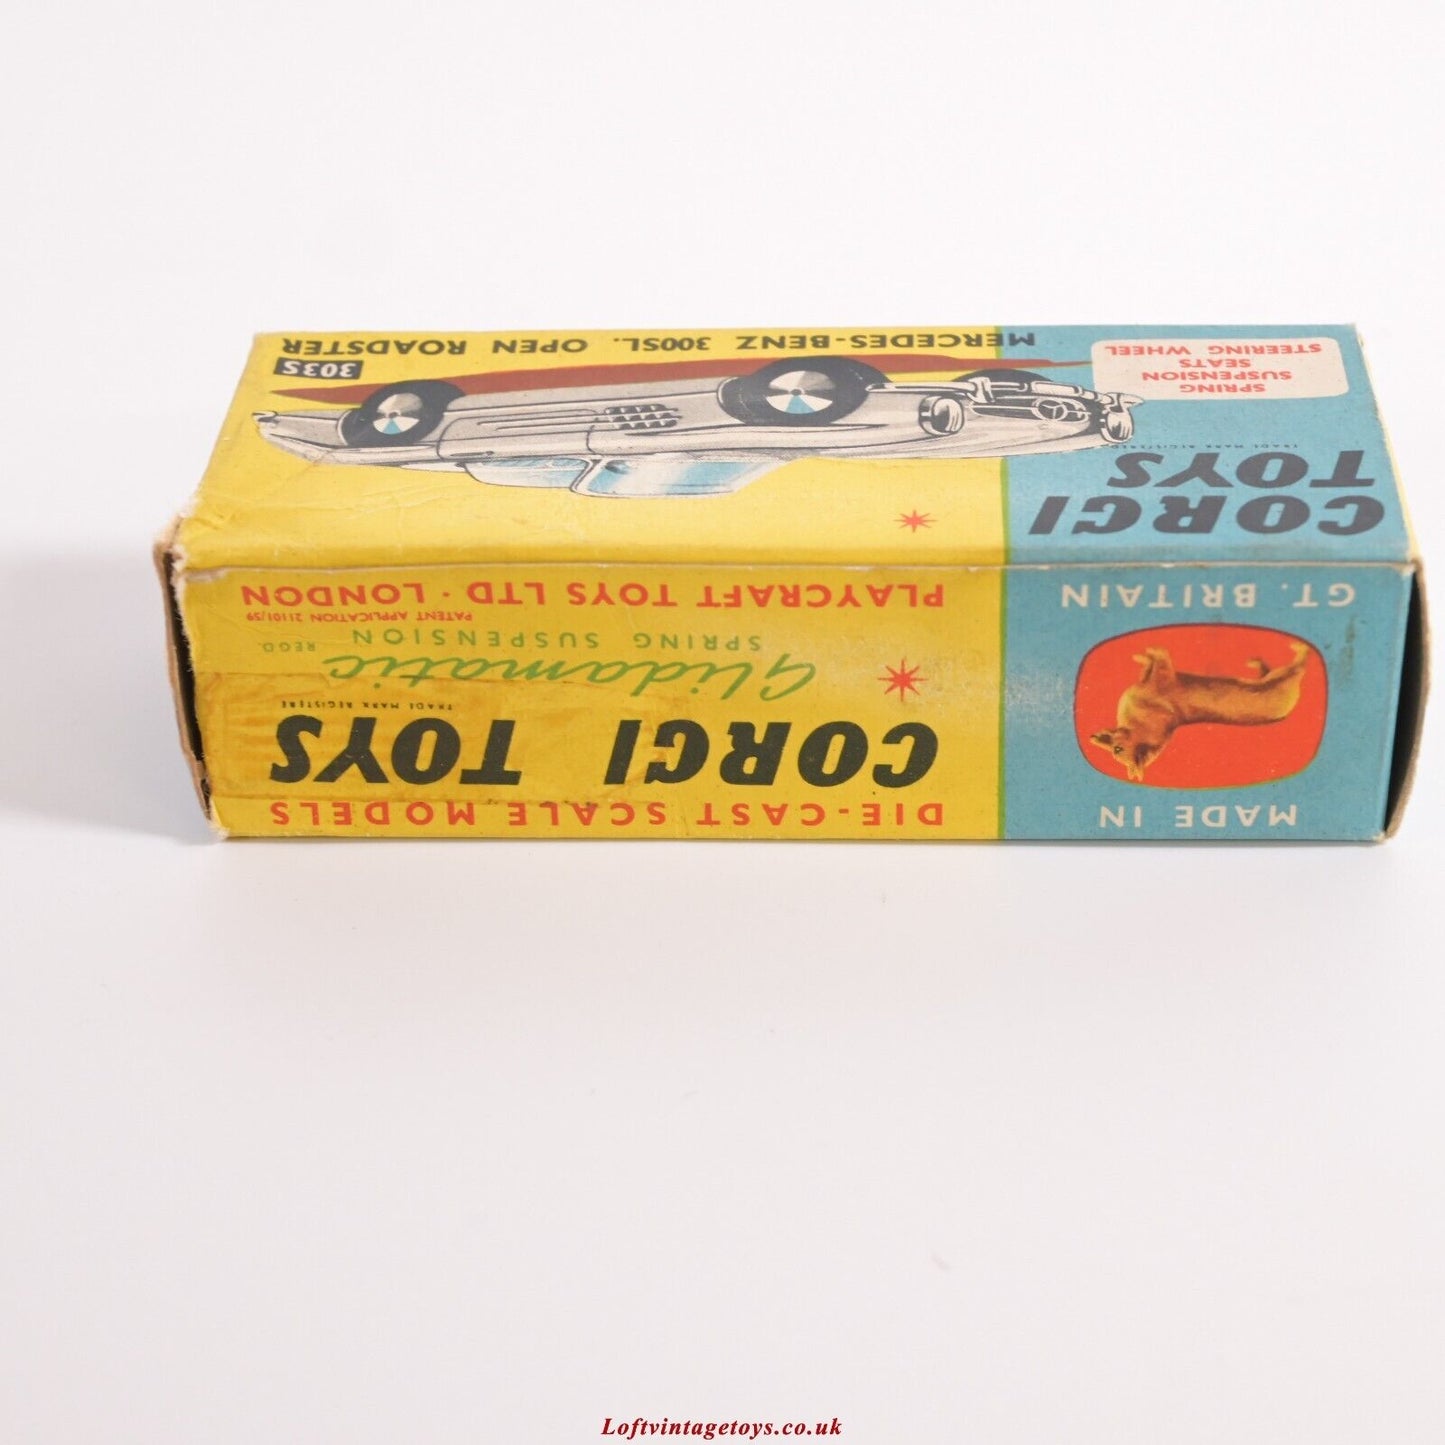 CORGI
TOYS
TRADE MARK REGISTERED
SPRING
SUSPENSION
SEATS
STEERING WHEEL
MERCEDES-BENZ 300SL. OPEN ROADSTER
303S
MADE IN
GT. BRITAIN
DIE-CAST SCALE MODELS
CORGI TOYS
TRADE MARK REGISTERE
Glidamatic
SPRING SUSPENSION REGD.
PATENT APPLICATION 21101/59
PLAYCRAFT TOYS LTD · LONDON
Loftvintagetoys.co.uk